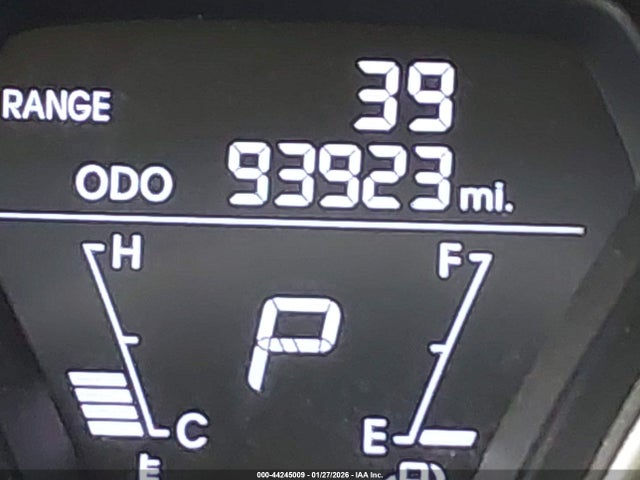 RANGE 39
ODO 93923 mi.
H F
P
C E
000-44245009 - 01/27/2026 - IAA Inc.